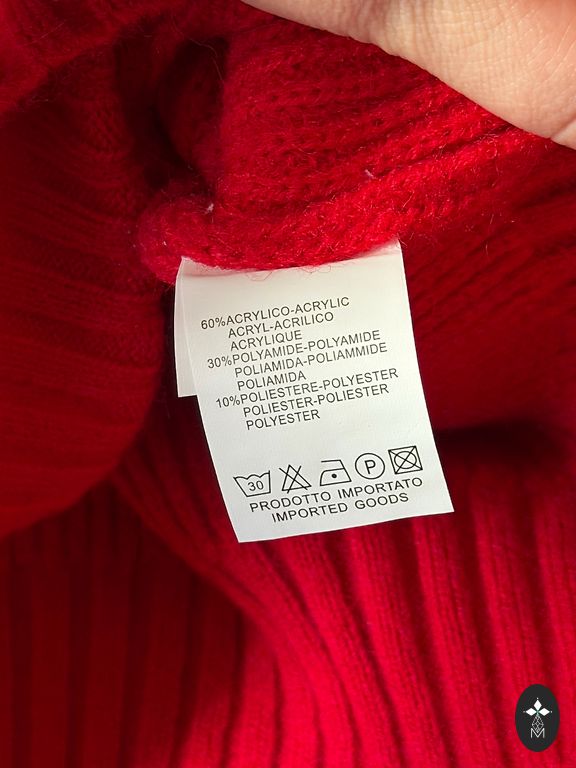 60%ACRYLICO-ACRYLIC
ACRYL-ACRILICO
ACRYLIQUE
30%POLYAMIDE-POLYAMIDE
POLIAMIDA-POLIAMMIDE
POLIAMIDA
10%POLIESTERE-POLYESTER
POLIESTER-POLIESTER
POLYESTER
30 P
PRODOTTO IMPORTATO
IMPORTED GOODS
M